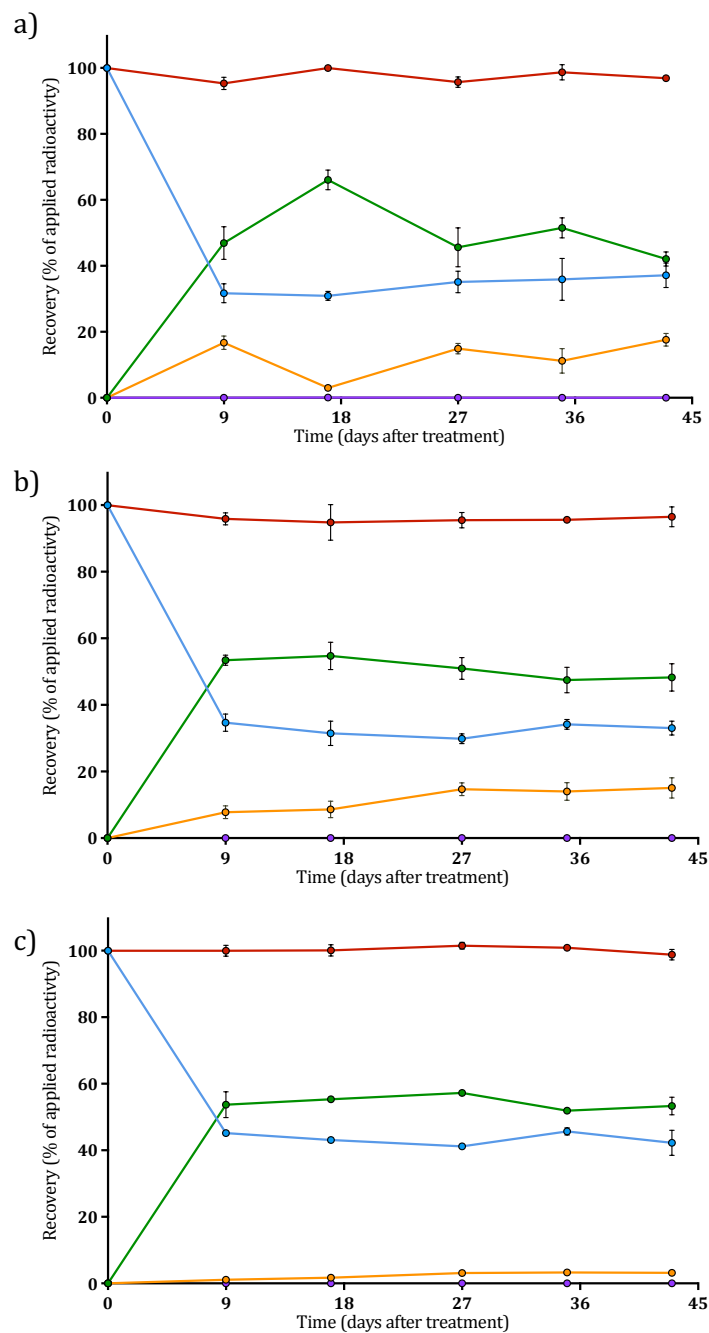 a)
Recovery (% of applied radioactivty)
100
80
60
40
20
0
0 9 18 27 36 45
Time (days after treatment)
b)
Recovery (% of applied radioactivty)
100
80
60
40
20
0
0 9 18 27 36 45
Time (days after treatment)
c)
Recovery (% of applied radioactivty)
100
80
60
40
20
0
0 9 18 27 36 45
Time (days after treatment)